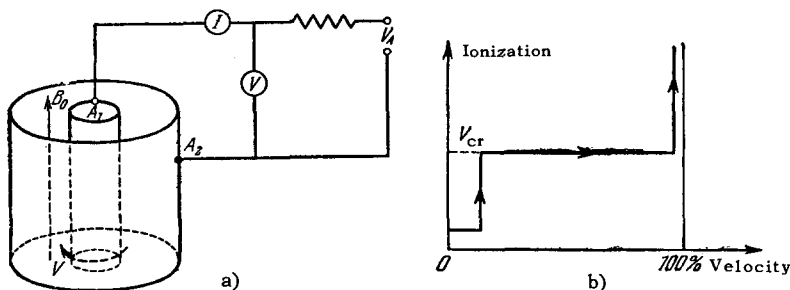 I
V_A
V
B_0
A_1
A_2
V
a)
Ionization
V_cr
0
100% Velocity
b)